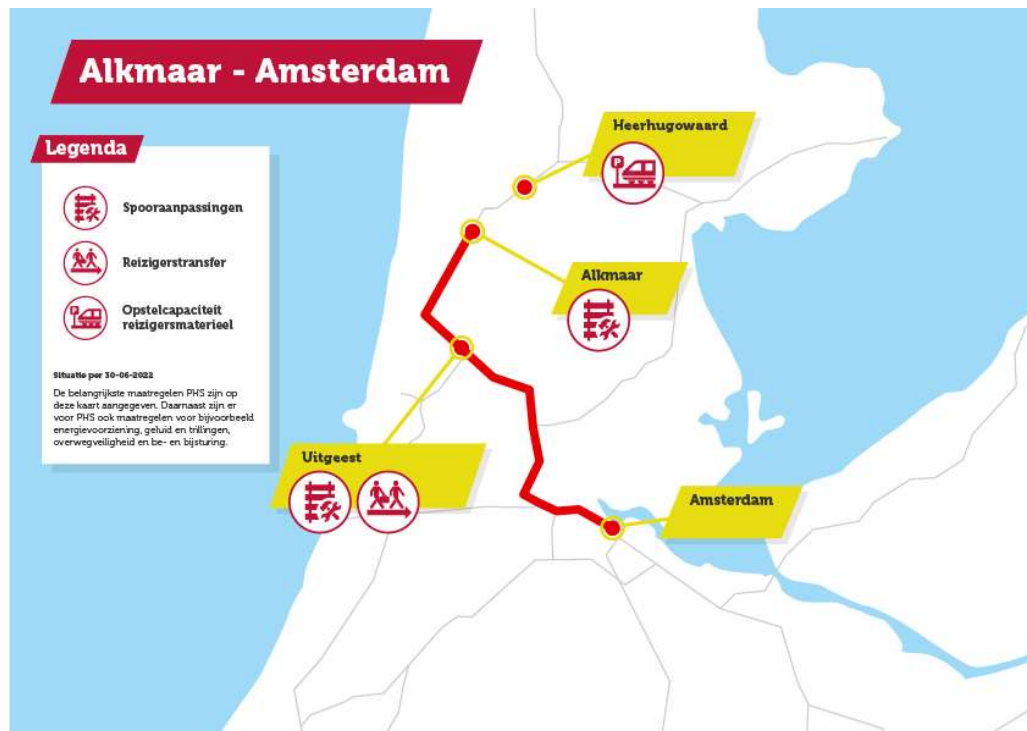 Alkmaar - Amsterdam
Legenda
Spooraanpassingen
Reizigerstransfer
Opstelcapaciteit
reizigersmaterieel
Situatie per 30-06-2022
De belangrijkste maatregelen PHS zijn op
deze kaart aangegeven. Daarnaast zijn er
voor PHS ook maatregelen voor bijvoorbeeld
energievoorziening, geluid en trillingen,
overwegveiligheid en be- en bijsturing.
Heerhugowaard
P
Alkmaar
Uitgeest
Amsterdam
P